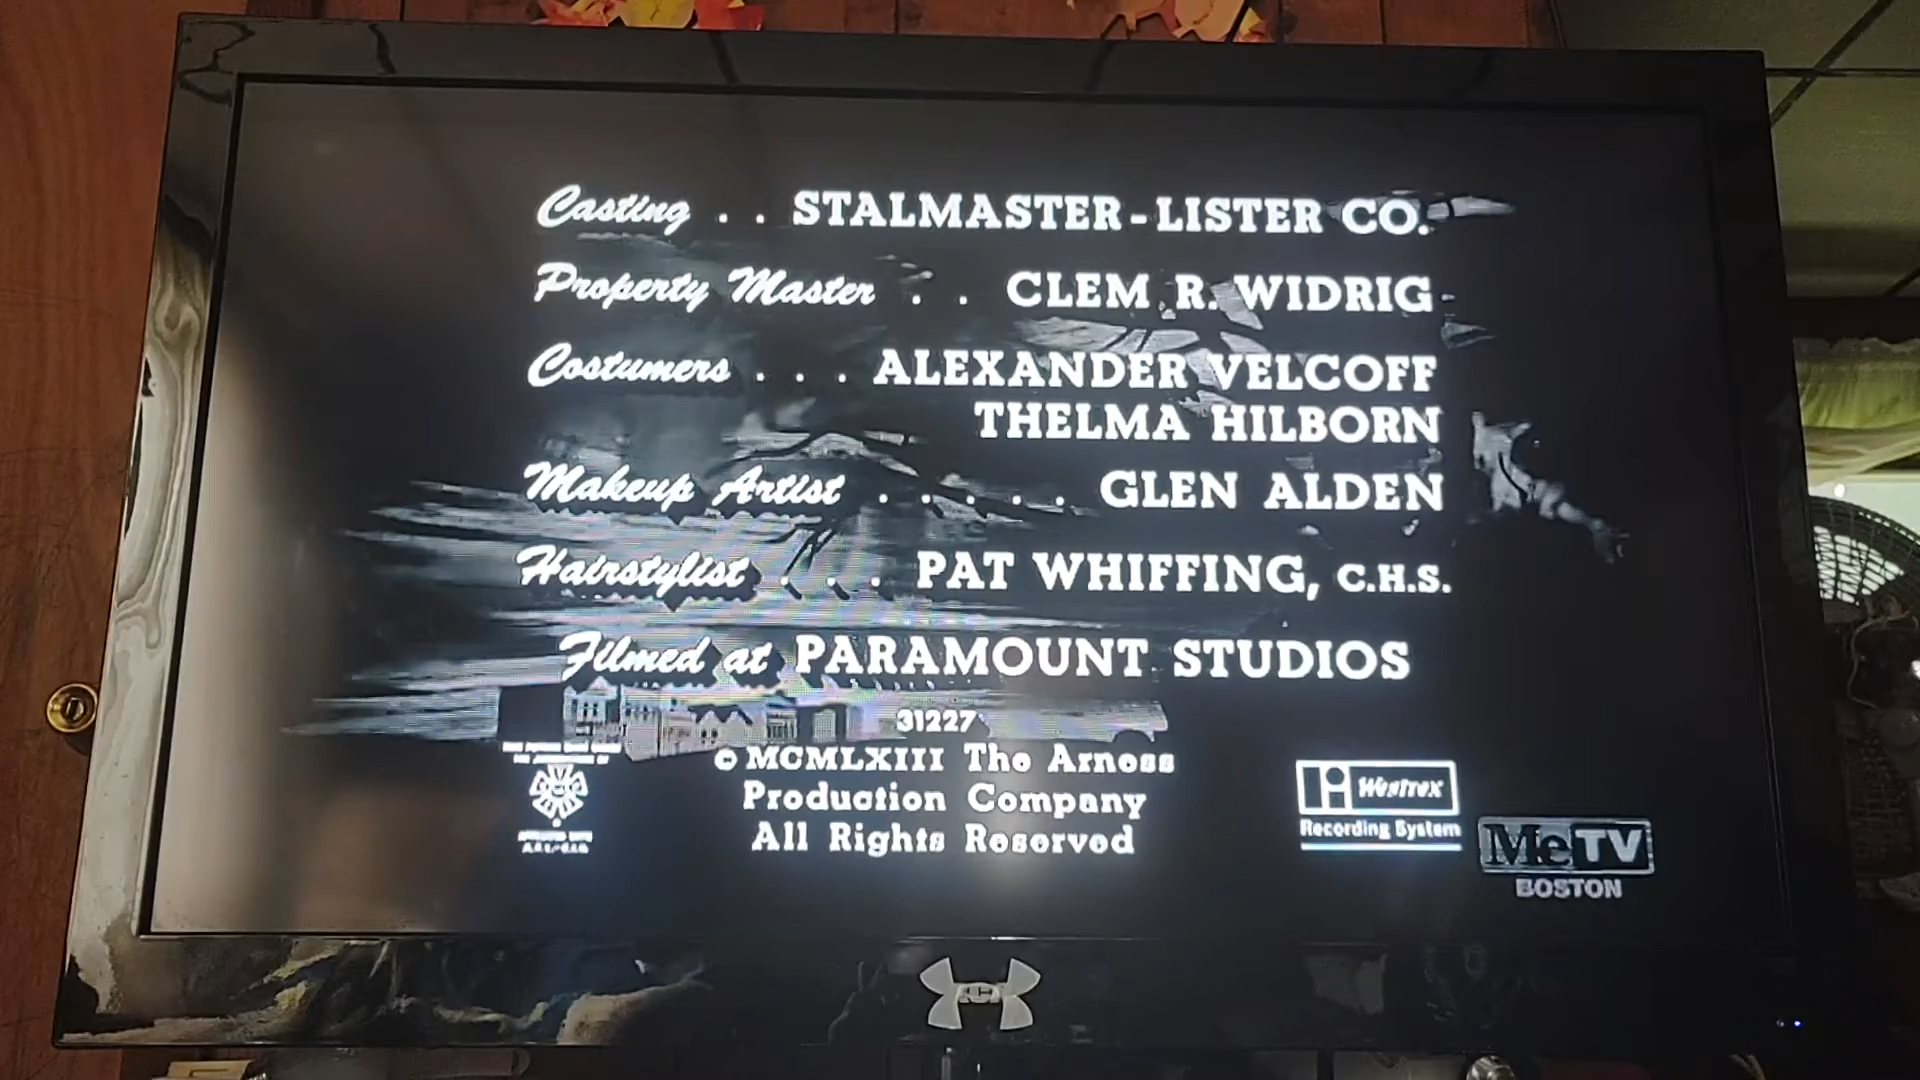 Casting . . STALMASTER-LISTER CO.
Property Master . . CLEM R. WIDRIG
Costumers . . . ALEXANDER VELCOFF
THELMA HILBORN
Makeup Artist . . . . . GLEN ALDEN
Hairstylist . . . PAT WHIFFING, C.H.S.
Filmed at PARAMOUNT STUDIOS
31227
© MCMLXIII The Arness
Production Company
All Rights Reserved
Westrex
Recording System
MeTV
BOSTON